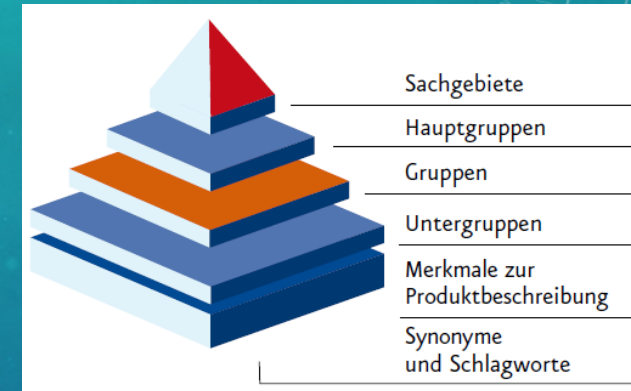 Sachgebiete
Hauptgruppen
Gruppen
Untergruppen
Merkmale zur
Produktbeschreibung
Synonyme
und Schlagworte